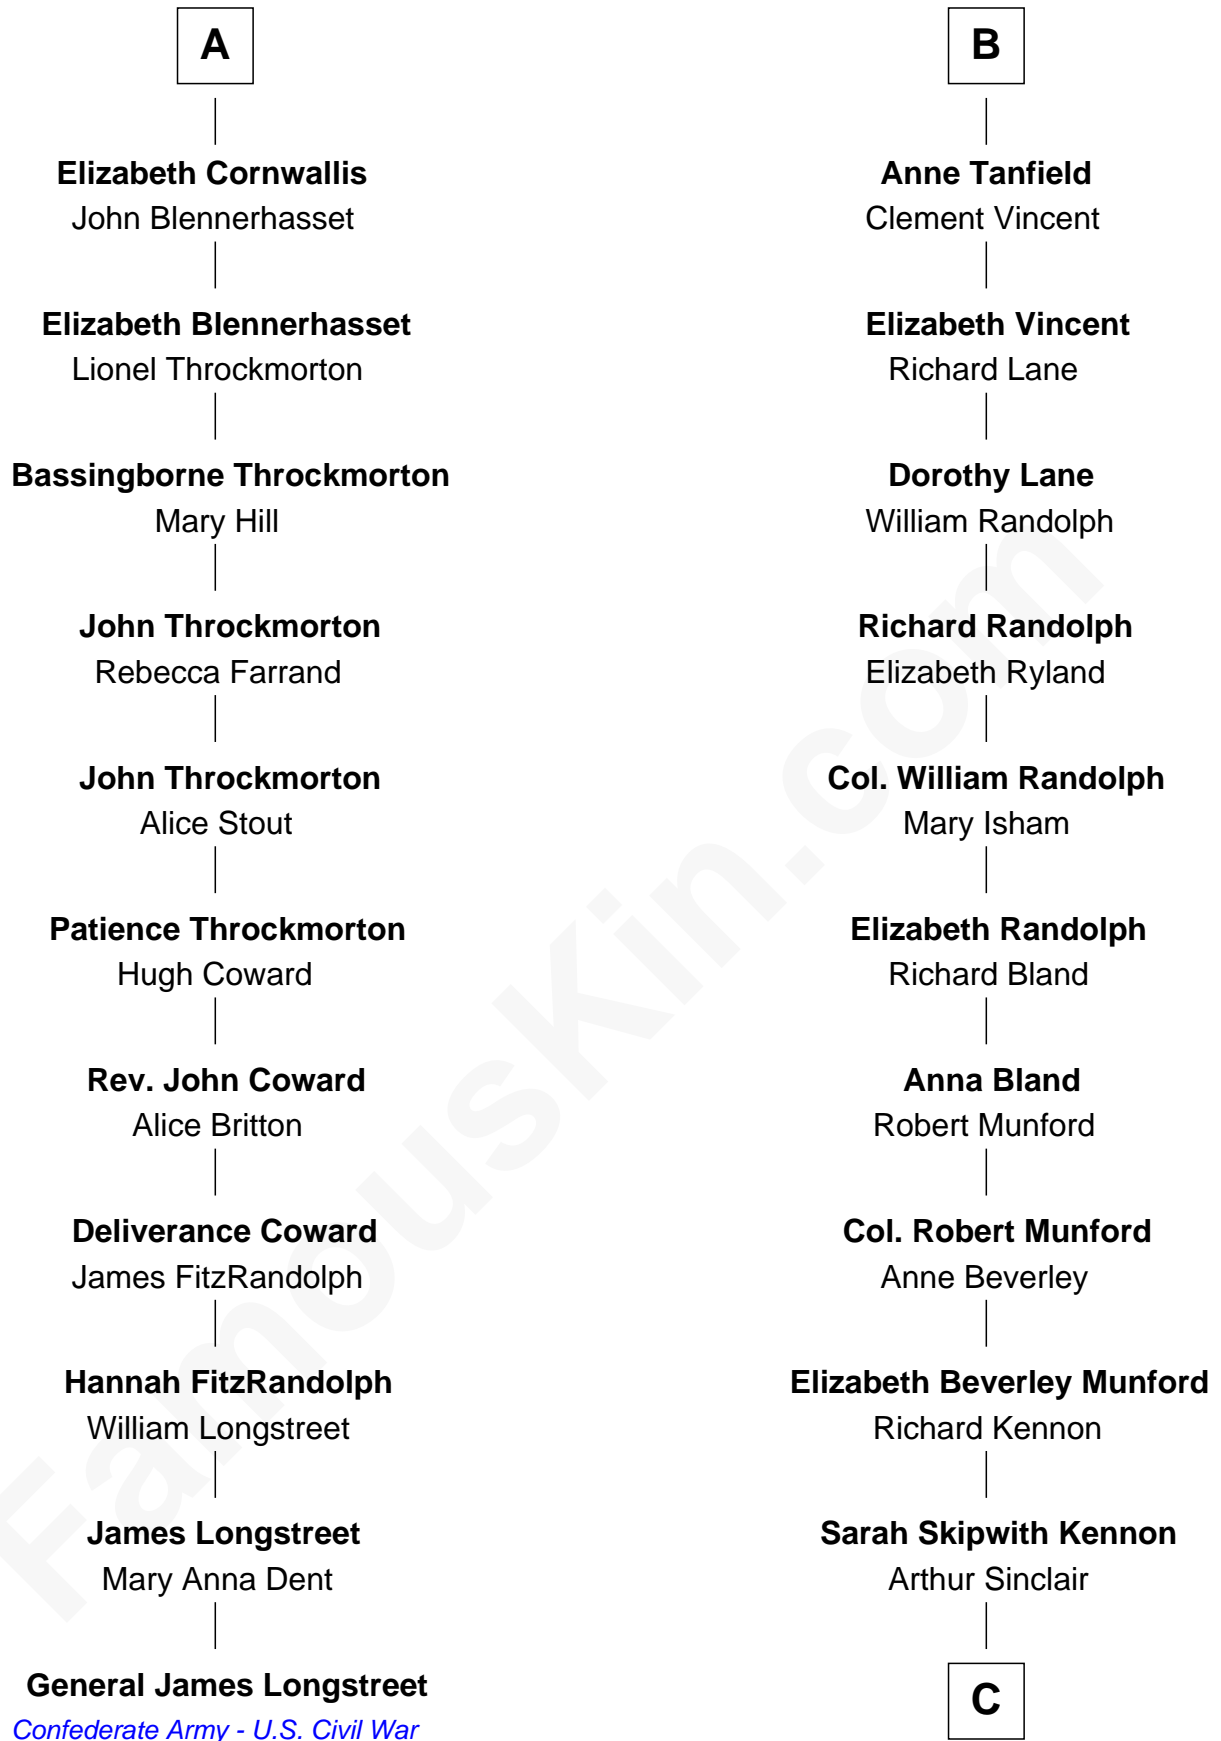 A
Elizabeth Cornwallis
John Blennerhasset
Elizabeth Blennerhasset
Lionel Throckmorton
Bassingborne Throckmorton
Mary Hill
John Throckmorton
Rebecca Farrand
John Throckmorton
Alice Stout
Patience Throckmorton
Hugh Coward
Rev. John Coward
Alice Britton
Deliverance Coward
James FitzRandolph
Hannah FitzRandolph
William Longstreet
James Longstreet
Mary Anna Dent
General James Longstreet
Confederate Army - U.S. Civil War
B
Anne Tanfield
Clement Vincent
Elizabeth Vincent
Richard Lane
Dorothy Lane
William Randolph
Richard Randolph
Elizabeth Ryland
Col. William Randolph
Mary Isham
Elizabeth Randolph
Richard Bland
Anna Bland
Robert Munford
Col. Robert Munford
Anne Beverley
Elizabeth Beverley Munford
Richard Kennon
Sarah Skipwith Kennon
Arthur Sinclair
C
FamousKin.com